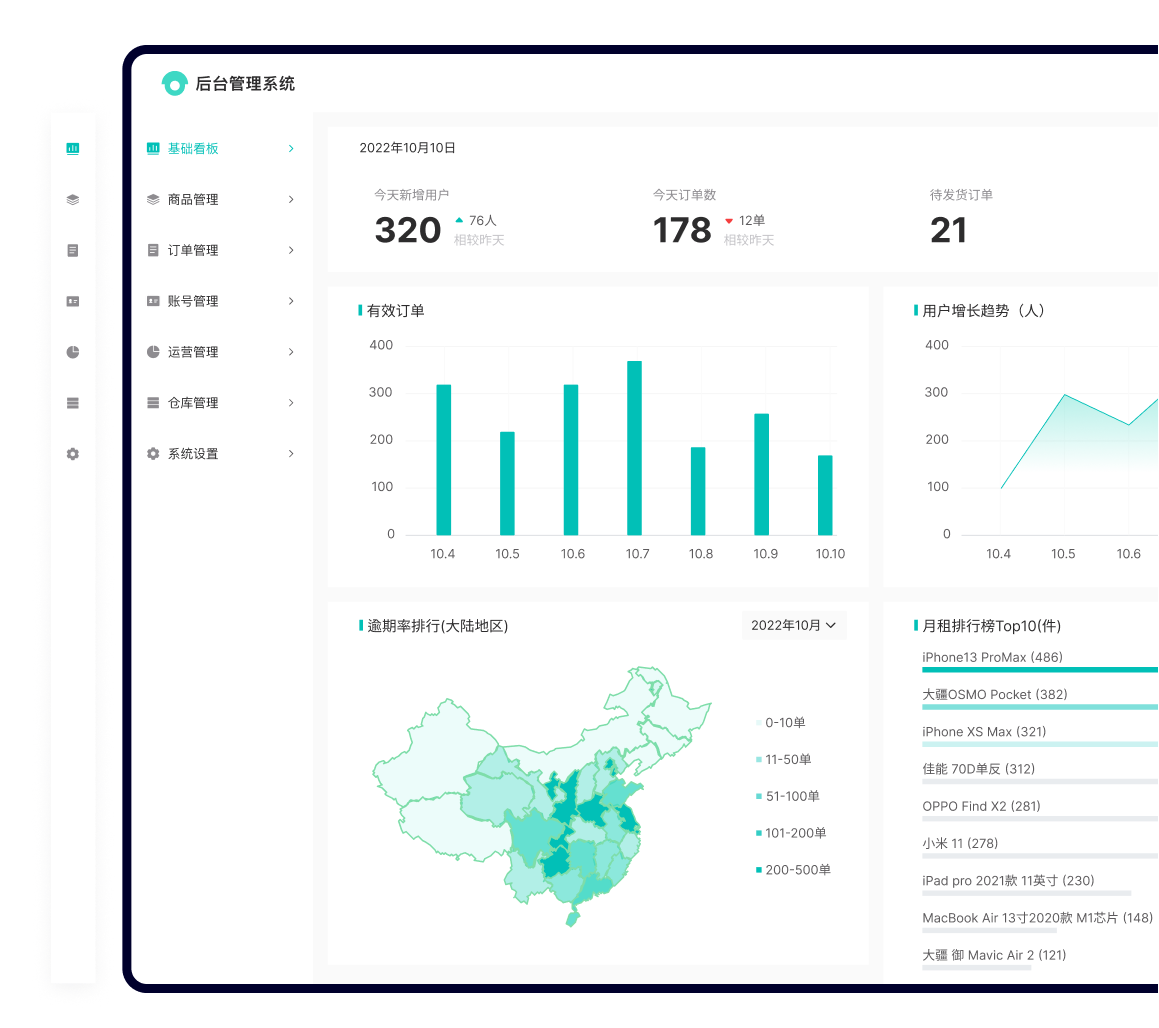 后台管理系统
基础看板
商品管理
订单管理
账号管理
运营管理
仓库管理
系统设置
2022年10月10日
今天新增用户
320
76人
相较昨天
今天订单数
178
12单
相较昨天
待发货订单
21
有效订单
400
300
200
100
0
10.4 10.5 10.6 10.7 10.8 10.9 10.10
用户增长趋势（人）
400
300
200
100
0
10.4 10.5 10.6
逾期率排行(大陆地区)
2022年10月
0-10单
11-50单
51-100单
101-200单
200-500单
月租排行榜Top10(件)
iPhone13 ProMax (486)
大疆OSMO Pocket (382)
iPhone XS Max (321)
佳能 70D单反 (312)
OPPO Find X2 (281)
小米 11 (278)
iPad pro 2021款 11英寸 (230)
MacBook Air 13寸2020款 M1芯片 (148)
大疆 御 Mavic Air 2 (121)